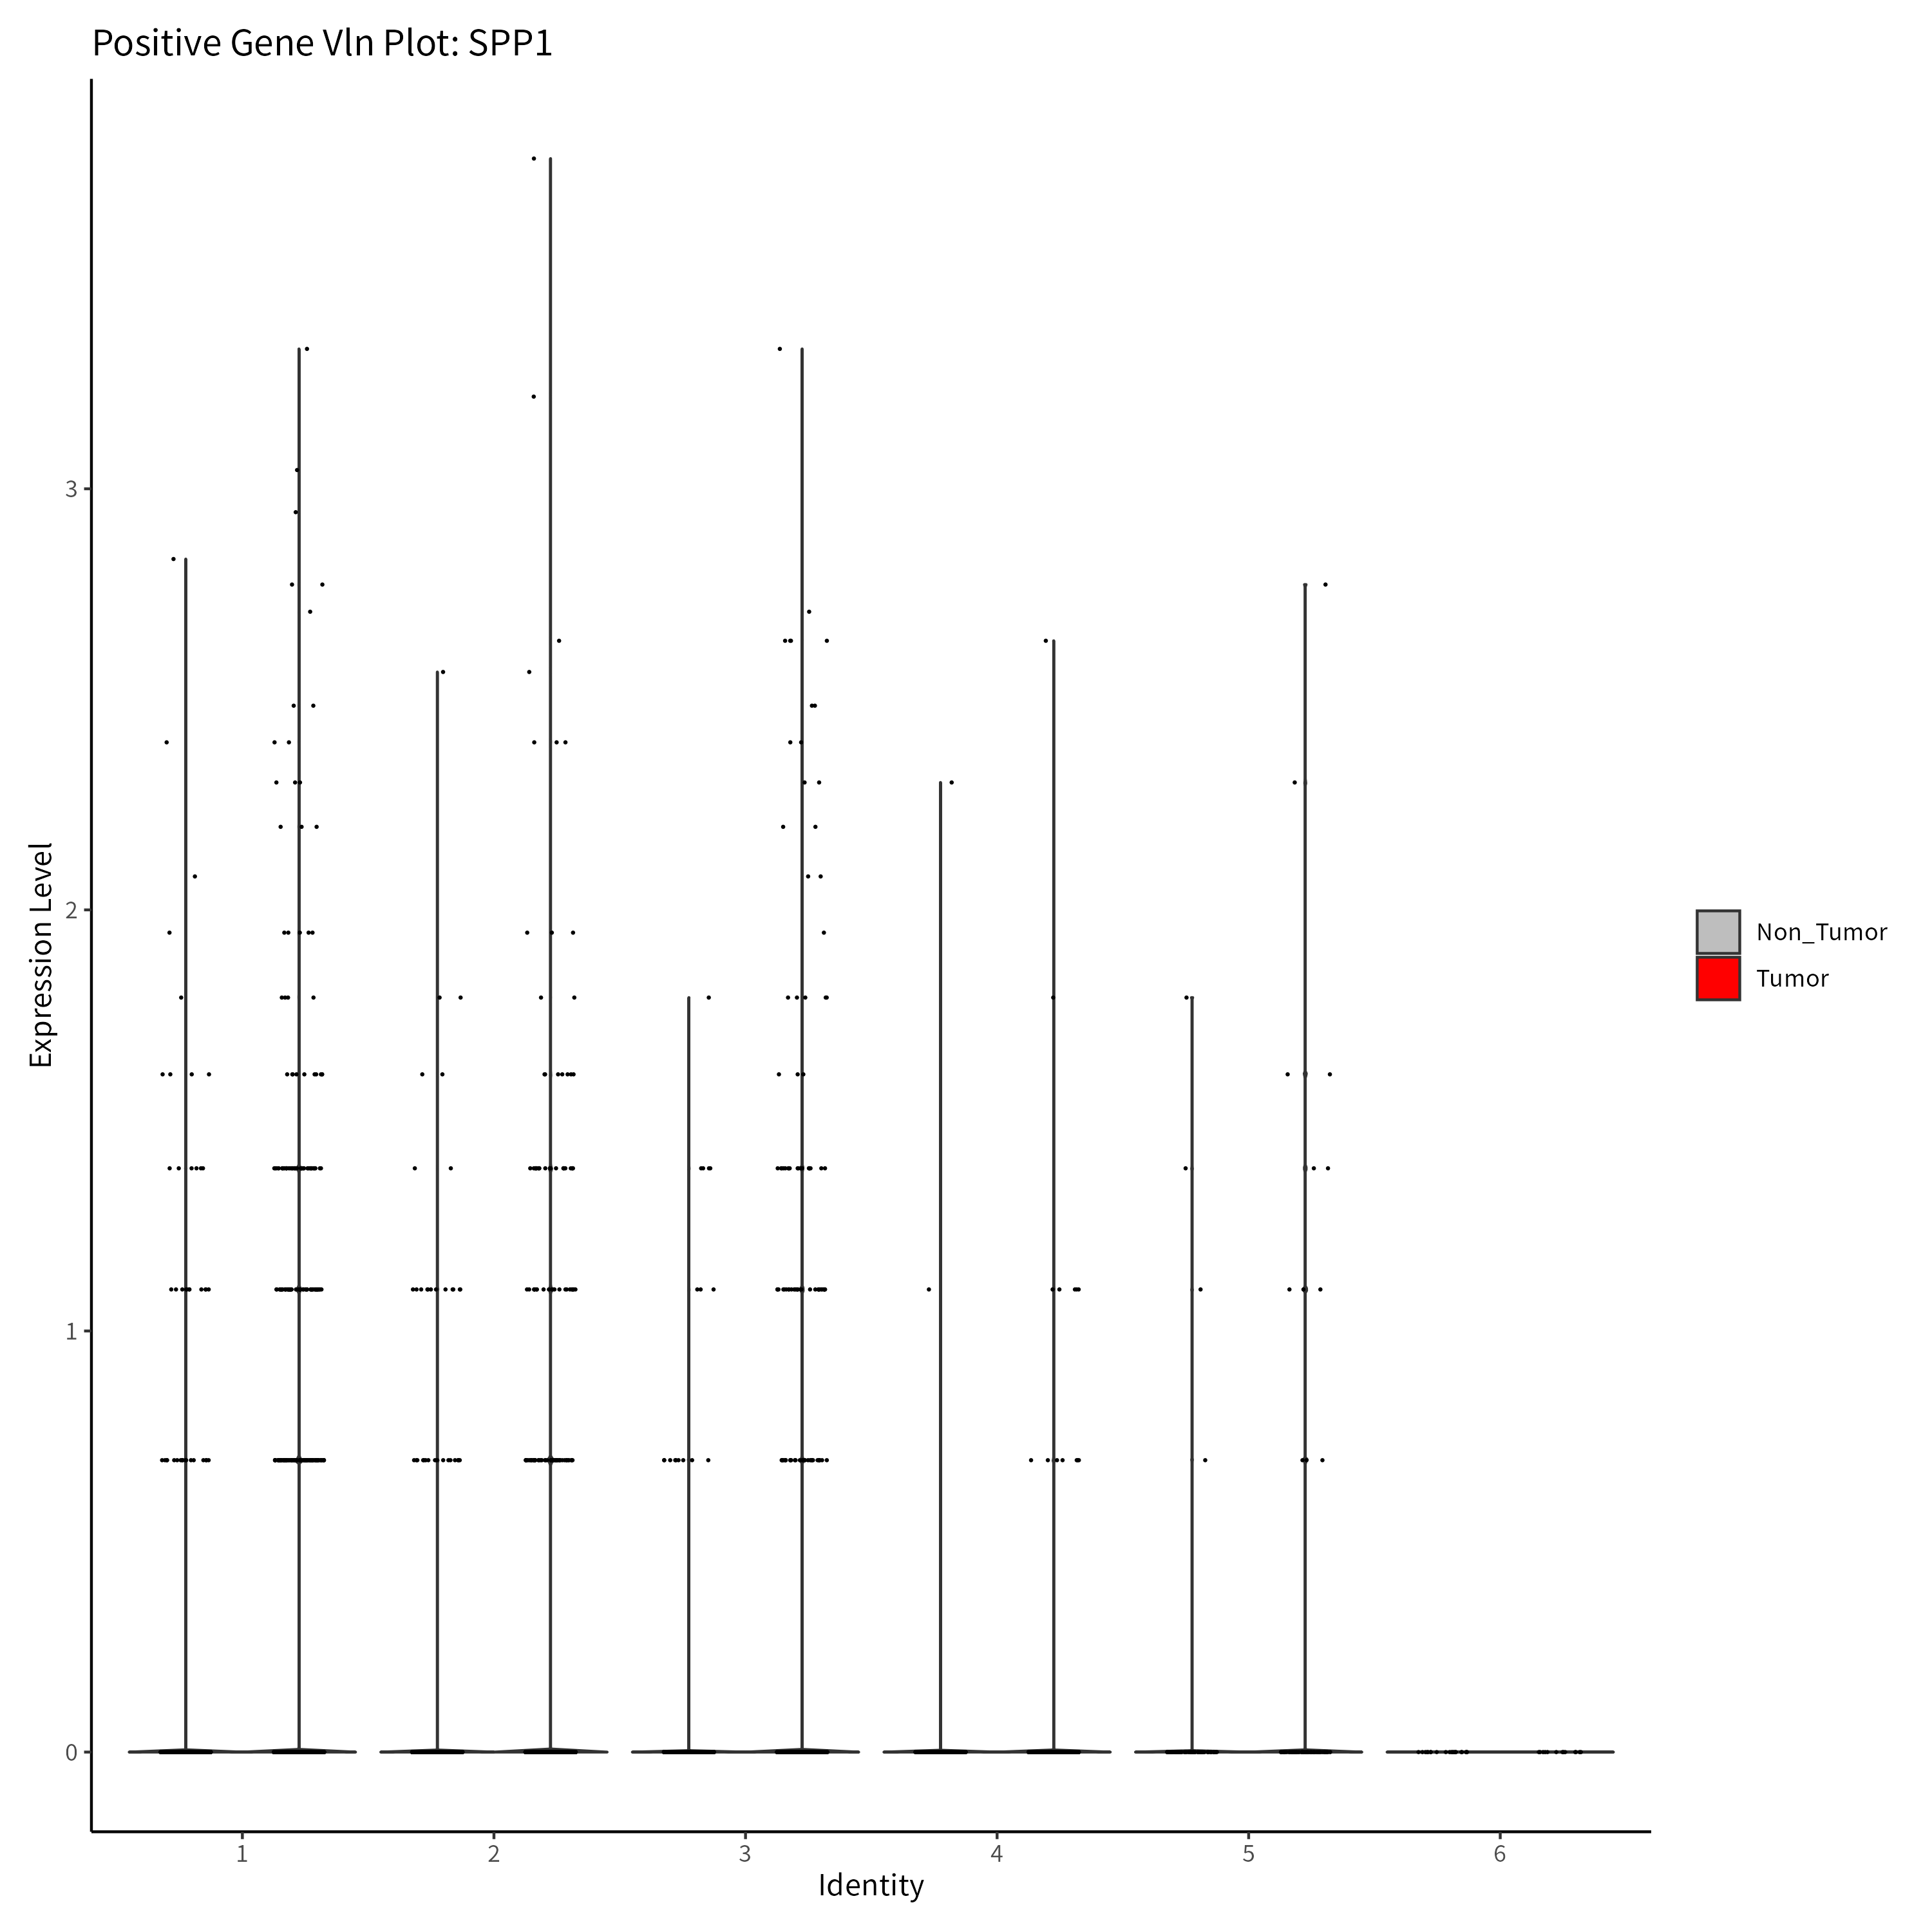 Positive Gene Vln Plot: SPP1
Expression Level
3
2
1
0
1 2 3 4 5 6
Identity
Non_Tumor
Tumor